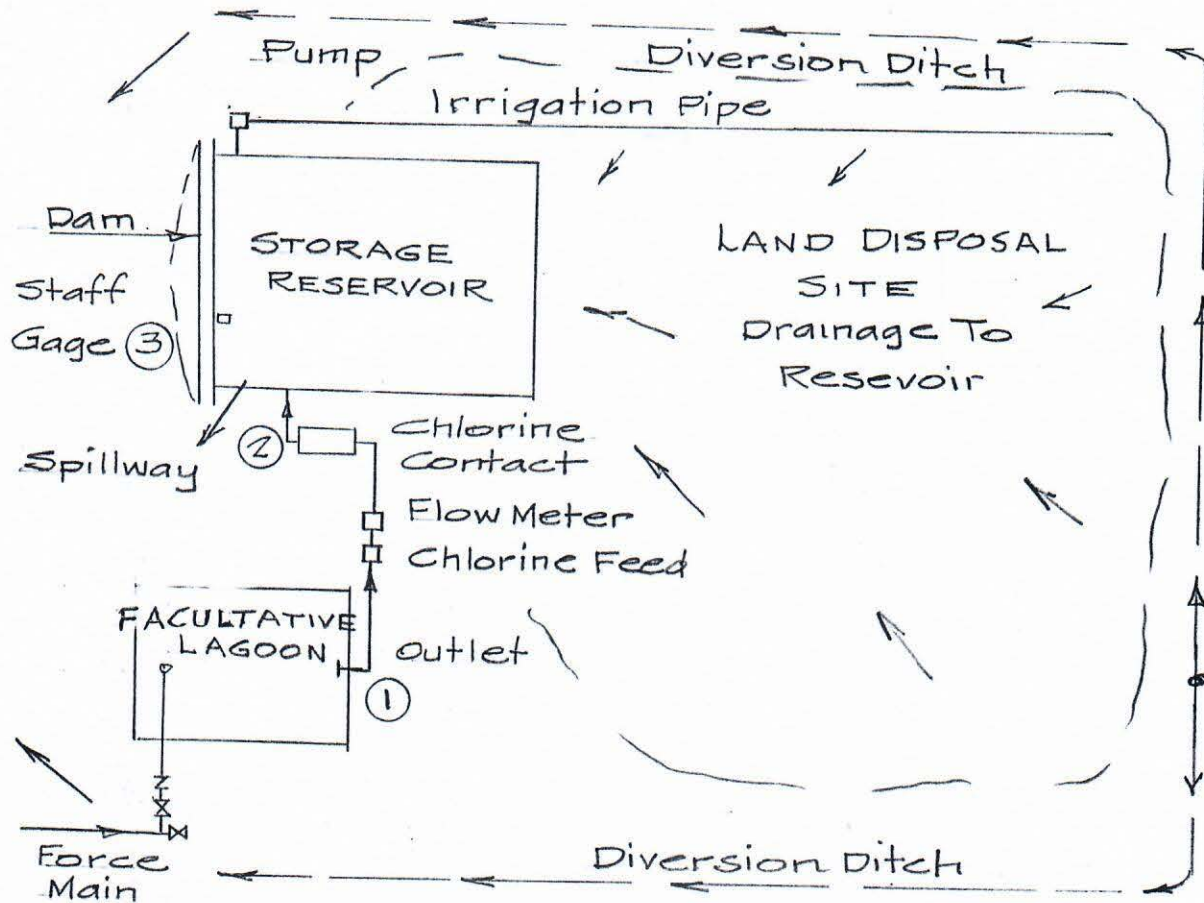 Pump
Diversion Ditch
Irrigation Pipe
Dam
STORAGE
RESERVOIR
LAND DISPOSAL
SITE
Drainage To
Resevoir
Staff
Gage 3
2
Chlorine
Contact
Spillway
Flow Meter
Chlorine Feed
FACULTATIVE
LAGOON
Outlet
1
Force
Main
Diversion Ditch